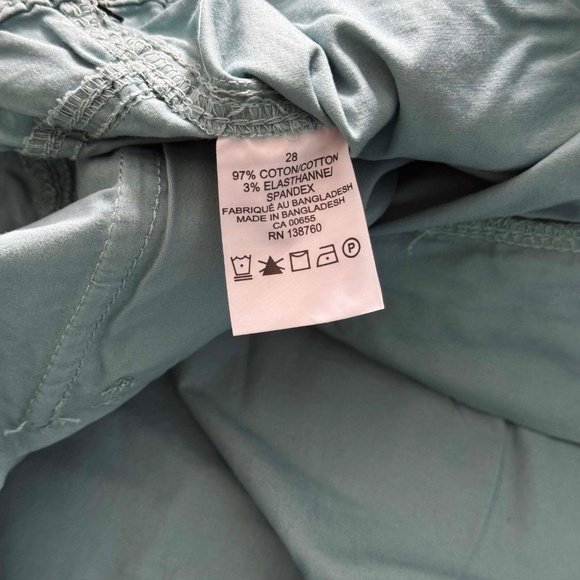 28
97% COTON/COTTON
3% ELASTHANNE/
SPANDEX
FABRIQUÉ AU BANGLADESH
MADE IN BANGLADESH
CA 00655
RN 138760
P